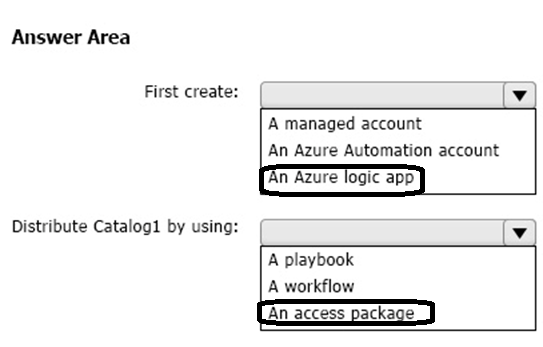 Answer Area
First create:
A managed account
An Azure Automation account
An Azure logic app
Distribute Catalog1 by using:
A playbook
A workflow
An access package